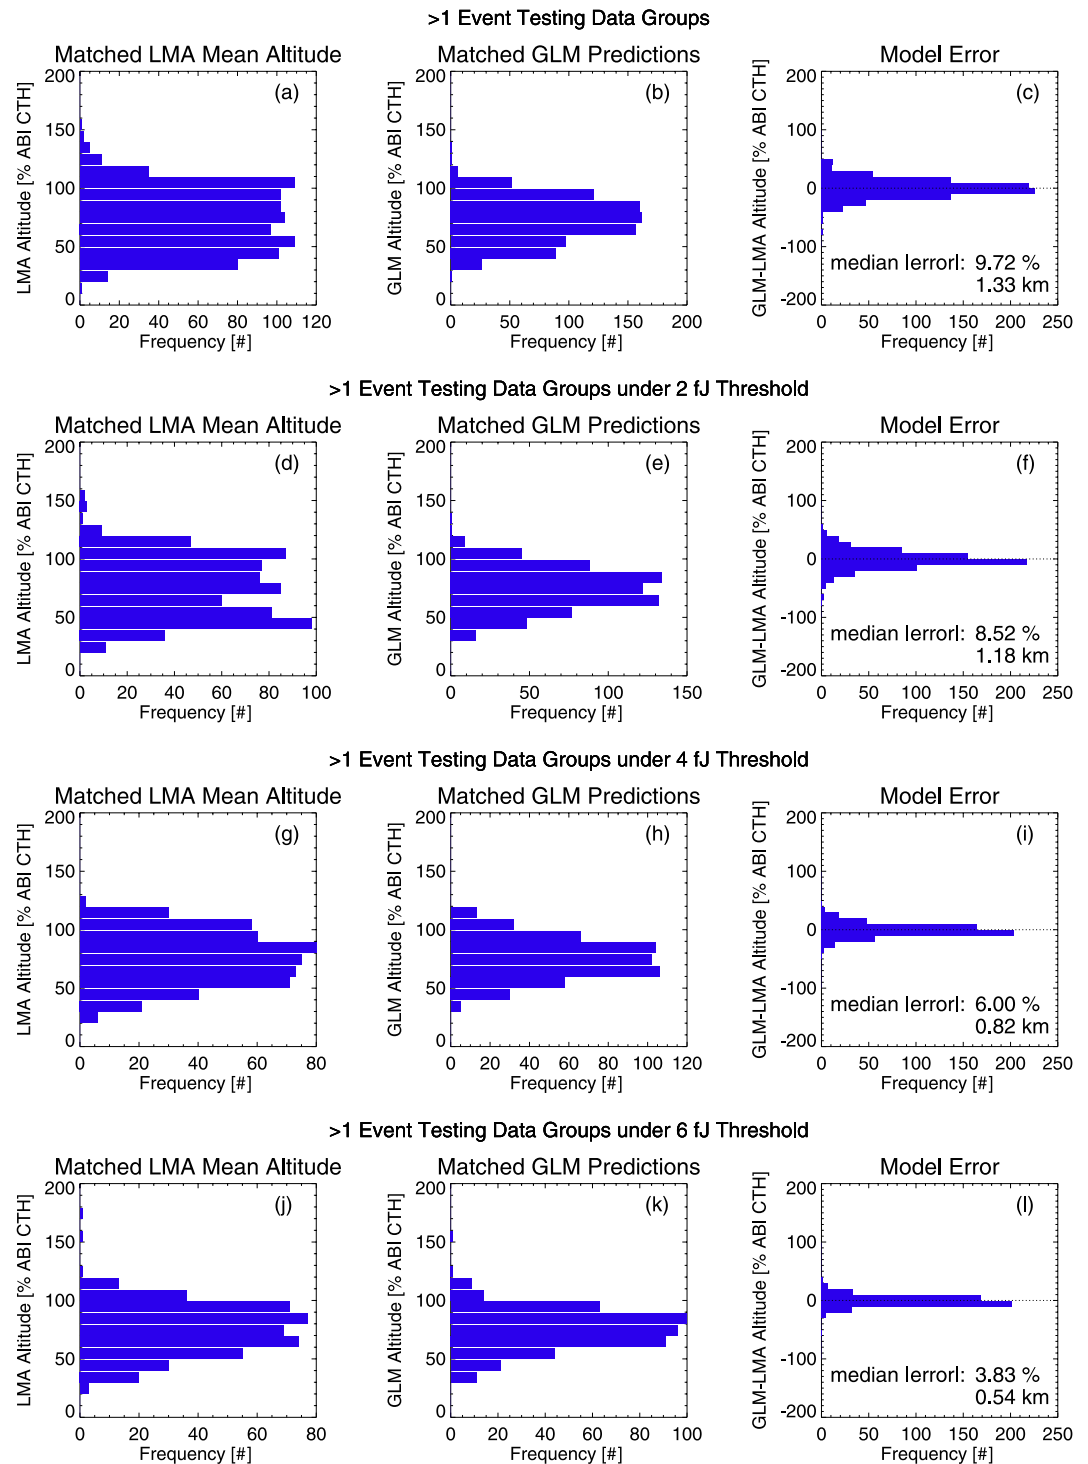 >1 Event Testing Data Groups
Matched LMA Mean Altitude
Matched GLM Predictions
Model Error
LMA Altitude [% ABI CTH]
200
150
100
50
0
(a)
0 20 40 60 80 100 120
Frequency [#]
GLM Altitude [% ABI CTH]
200
150
100
50
0
(b)
0 50 100 150 200
Frequency [#]
GLM-LMA Altitude [% ABI CTH]
200
100
0
-100
-200
(c)
median |error|: 9.72 %
1.33 km
0 50 100 150 200 250
Frequency [#]
>1 Event Testing Data Groups under 2 fJ Threshold
Matched LMA Mean Altitude
Matched GLM Predictions
Model Error
LMA Altitude [% ABI CTH]
200
150
100
50
0
(d)
0 20 40 60 80 100
Frequency [#]
GLM Altitude [% ABI CTH]
200
150
100
50
0
(e)
0 50 100 150
Frequency [#]
GLM-LMA Altitude [% ABI CTH]
200
100
0
-100
-200
(f)
median |error|: 8.52 %
1.18 km
0 50 100 150 200 250
Frequency [#]
>1 Event Testing Data Groups under 4 fJ Threshold
Matched LMA Mean Altitude
Matched GLM Predictions
Model Error
LMA Altitude [% ABI CTH]
200
150
100
50
0
(g)
0 20 40 60 80
Frequency [#]
GLM Altitude [% ABI CTH]
200
150
100
50
0
(h)
0 20 40 60 80 100 120
Frequency [#]
GLM-LMA Altitude [% ABI CTH]
200
100
0
-100
-200
(i)
median |error|: 6.00 %
0.82 km
0 50 100 150 200 250
Frequency [#]
>1 Event Testing Data Groups under 6 fJ Threshold
Matched LMA Mean Altitude
Matched GLM Predictions
Model Error
LMA Altitude [% ABI CTH]
200
150
100
50
0
(j)
0 20 40 60 80
Frequency [#]
GLM Altitude [% ABI CTH]
200
150
100
50
0
(k)
0 20 40 60 80 100
Frequency [#]
GLM-LMA Altitude [% ABI CTH]
200
100
0
-100
-200
(l)
median |error|: 3.83 %
0.54 km
0 50 100 150 200 250
Frequency [#]